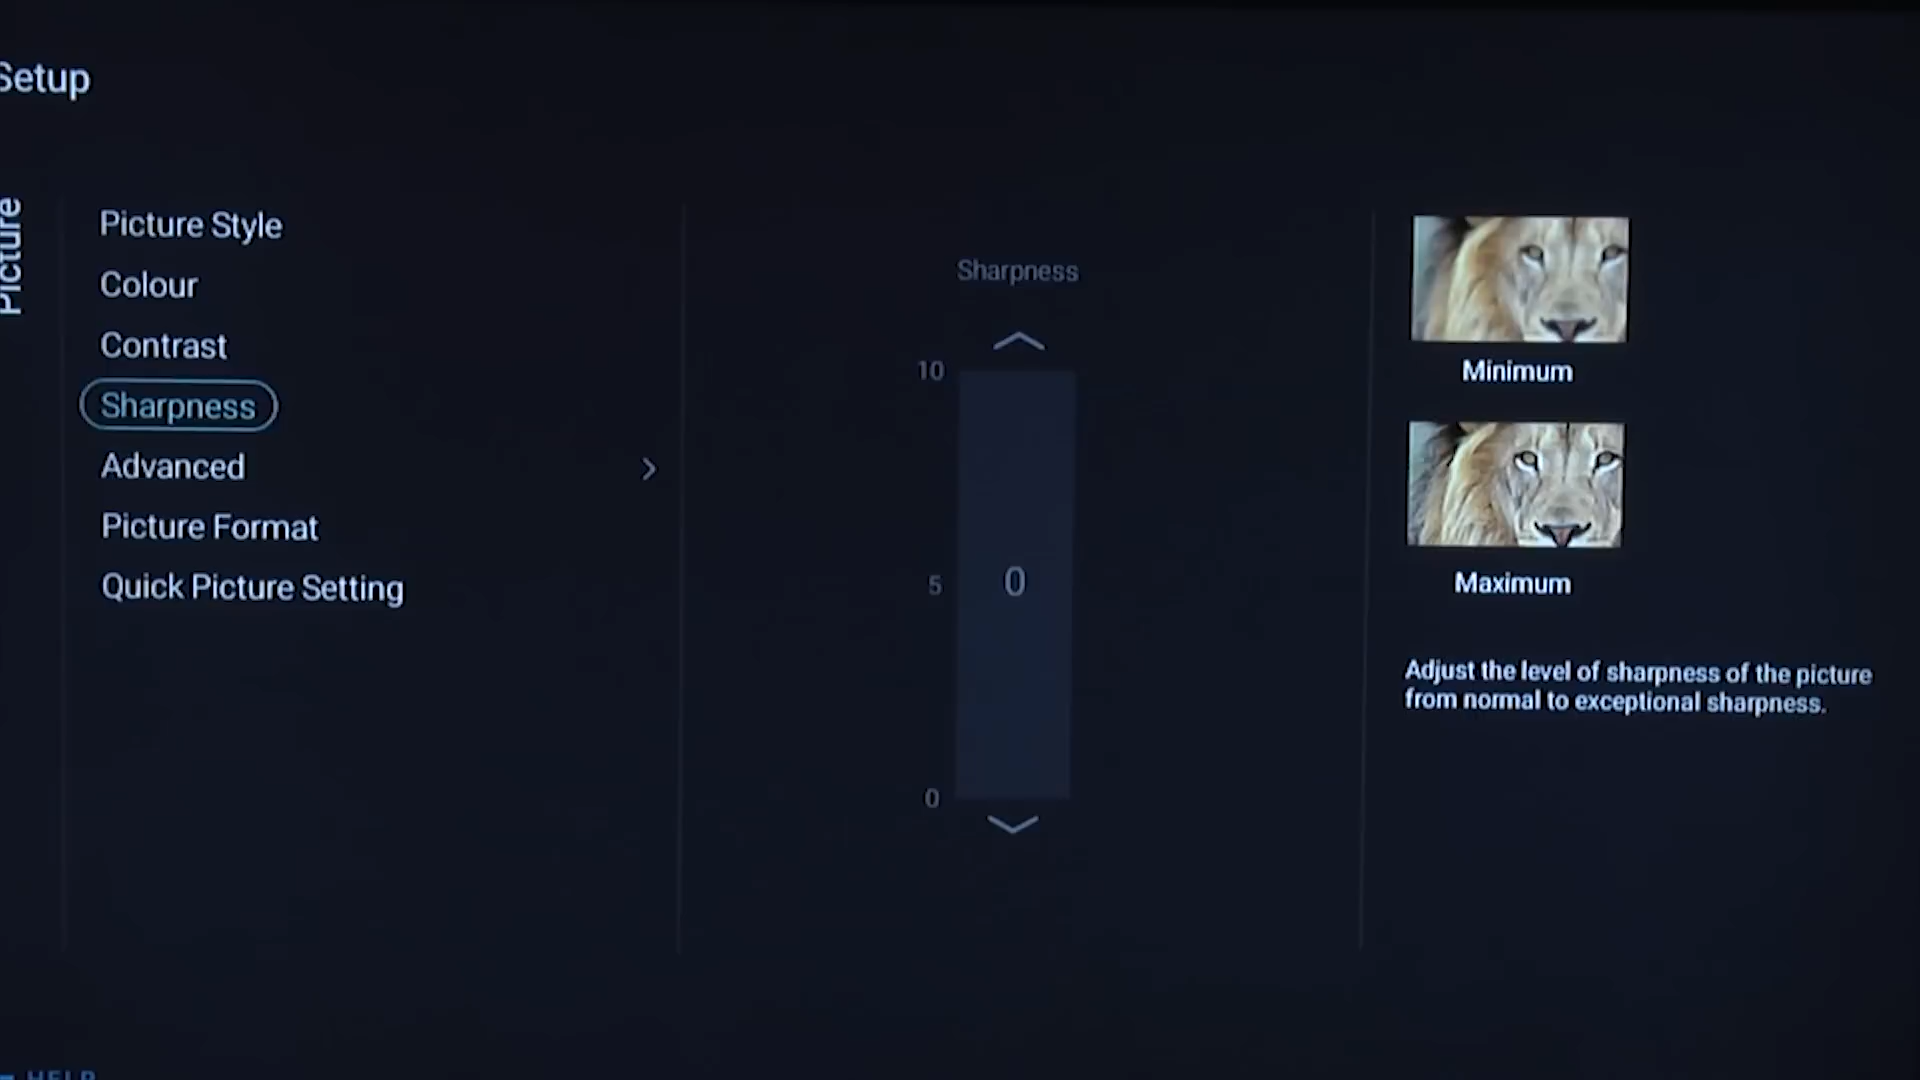 Setup
Picture
Picture Style
Colour
Contrast
Sharpness
Advanced
Picture Format
Quick Picture Setting
Sharpness
10
5
0
0
Minimum
Maximum
Adjust the level of sharpness of the picture
from normal to exceptional sharpness.
HELP